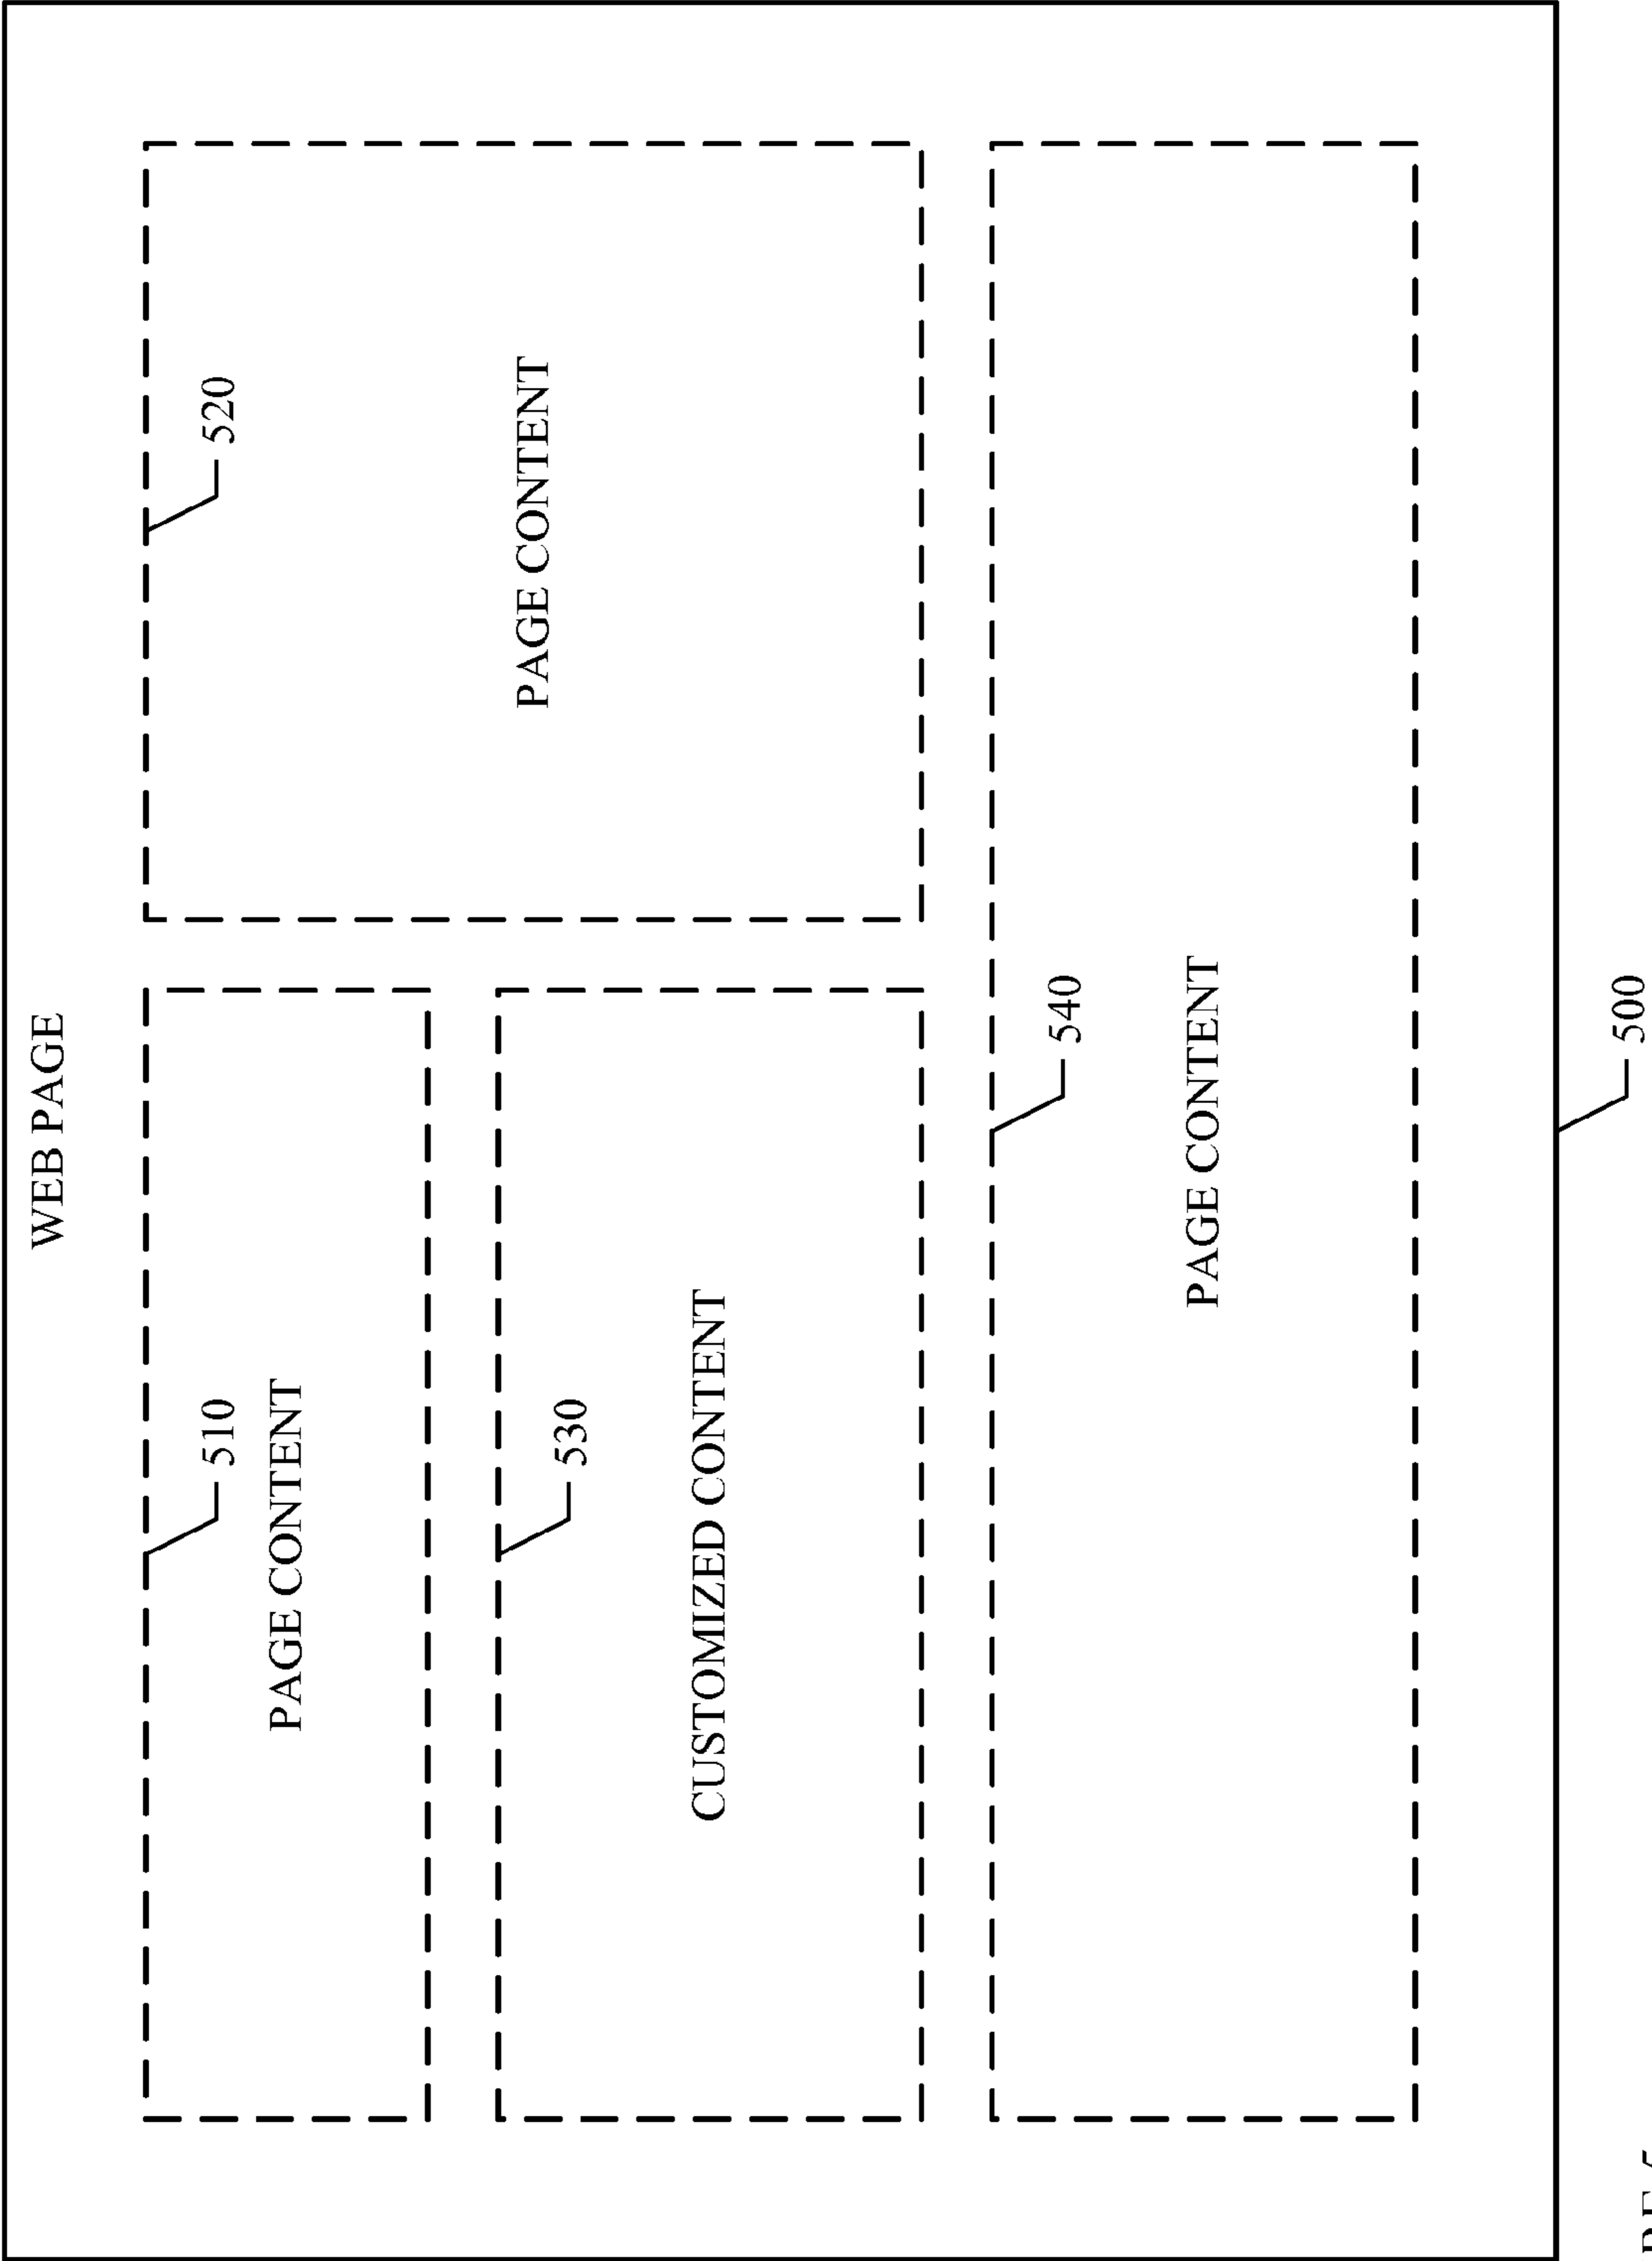 WEB PAGE
510
PAGE CONTENT
520
PAGE CONTENT
530
CUSTOMIZED CONTENT
540
PAGE CONTENT
500